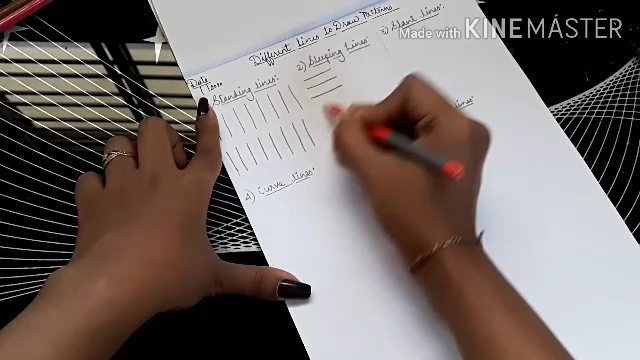 Made with KINEMASTER
Different Lines to Draw Patterns
Date
Standing lines:
2) Sleeping Lines:
3) Slant lines:
4) Curve lines:
lines: